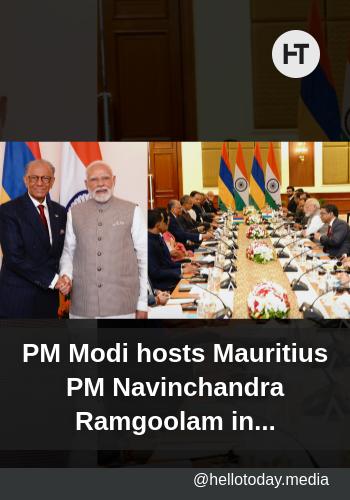 HT
PM Modi hosts Mauritius
PM Navinchandra
Ramgoolam in...
@hellotoday.media